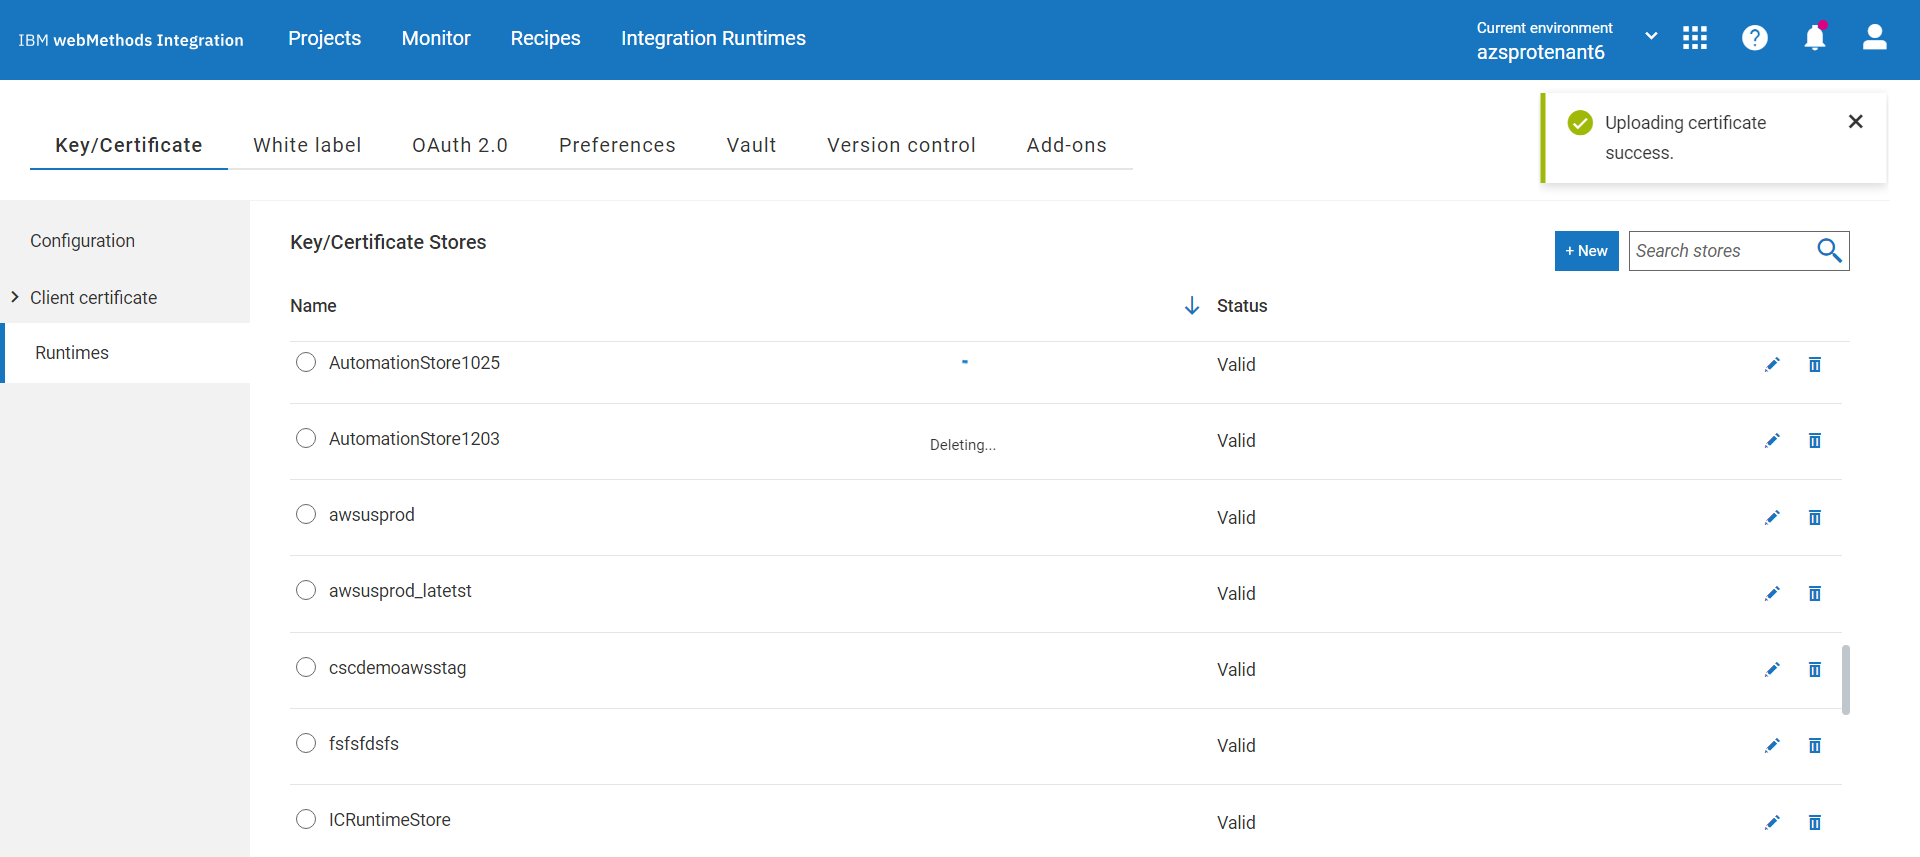 IBM webMethods Integration
Projects
Monitor
Recipes
Integration Runtimes
Current environment
azsprotenant6
Key/Certificate
White label
OAuth 2.0
Preferences
Vault
Version control
Add-ons
Uploading certificate
success.
Configuration
Client certificate
Runtimes
Key/Certificate Stores
+ New
Search stores
Name
Status
AutomationStore1025
Valid
AutomationStore1203
Deleting...
Valid
awsusprod
Valid
awsusprod_latetst
Valid
cscdemoawsstag
Valid
fsfsfdsfs
Valid
ICRuntimeStore
Valid